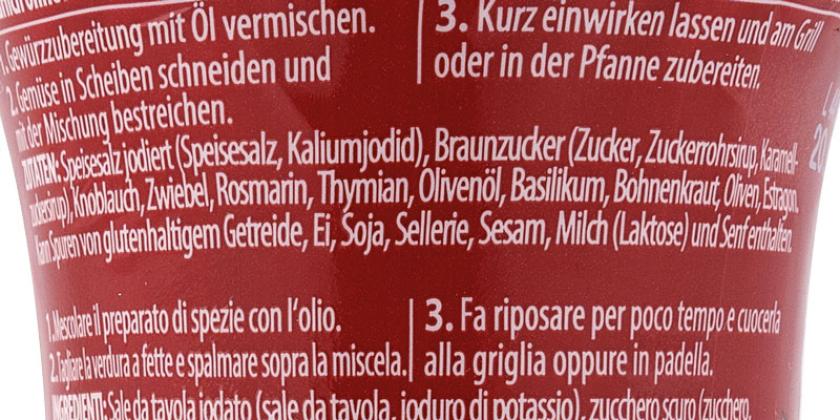 1. Gewürzzubereitung mit Öl vermischen.
2. Gemüse in Scheiben schneiden und
mit der Mischung bestreichen.
3. Kurz einwirken lassen und am Grill
oder in der Pfanne zubereiten.
ZUTATEN: Speisesalz jodiert (Speisesalz, Kaliumjodid), Braunzucker (Zucker, Zuckerrohrsirup, Karamell-
zuckersirup), Knoblauch, Zwiebel, Rosmarin, Thymian, Olivenöl, Basilikum, Bohnenkraut, Oliven, Estragon.
Kann Spuren von glutenhaltigem Getreide, Ei, Soja, Sellerie, Sesam, Milch (Laktose) und Senf enthalten.
1. Mescolare il preparato di spezie con l'olio.
2. Tagliare la verdura a fette e spalmare sopra la miscela.
3. Fa riposare per poco tempo e cuocerla
alla griglia oppure in padella.
INGREDIENTI: Sale da tavola iodato (sale da tavola, ioduro di potassio), zucchero scuro (zucchero,